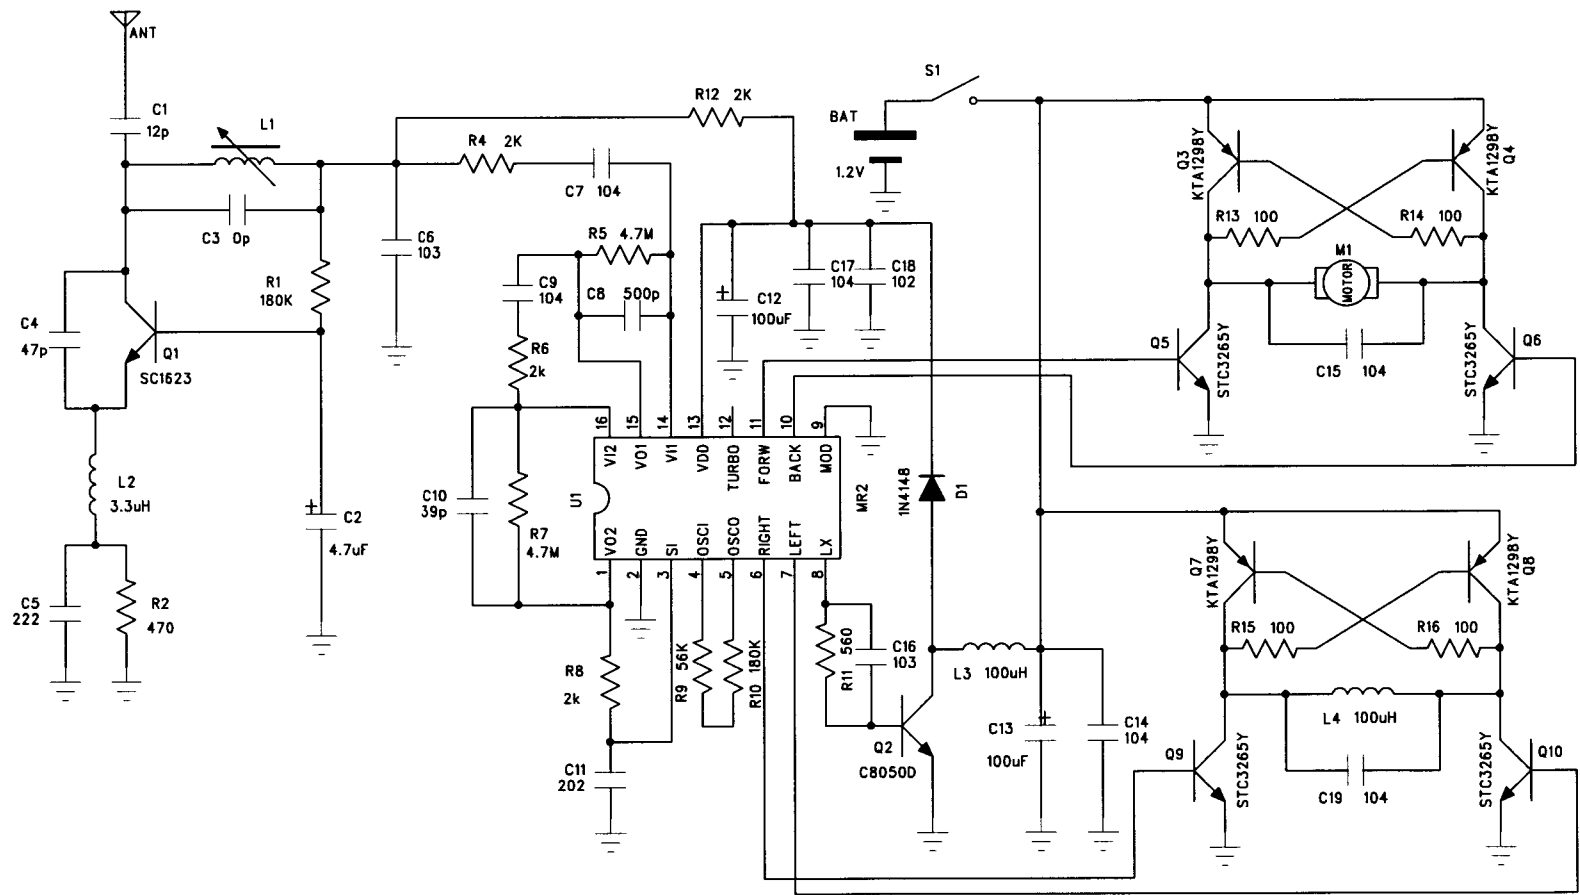 ANT
C1
12p
L1
C3 0p
R1
180K
C4
47p
Q1
SC1623
L2
3.3uH
C5
222
R2
470
C2
4.7uF
C6
103
R4 2K
C7 104
R12 2K
R5 4.7M
C9
104
C8 500p
R6
2k
C10
39p
R7
4.7M
C12
100uF
C17
104
C18
102
S1
BAT
1.2V
16 15 14 13 12 11 10 9
VI2 VO1 VI1 VDD TURBO FORW BACK MOD
U1
MR2
VO2 GND SI OSCI OSCO RIGHT LEFT LX
1 2 3 4 5 6 7 8
1N4148
D1
R8
2k
C11
202
R9 56K
R10 180K
R11 560
C16
103
Q2
C8050D
L3 100uH
C13
100uF
C14
104
Q3
KTA1298Y
KTA1298Y
Q4
R13 100
R14 100
M1
MOTOR
Q5
STC3265Y
C15 104
STC3265Y
Q6
Q7
KTA1298Y
KTA1298Y
Q8
R15 100
R16 100
L4 100uH
Q9
STC3265Y
C19 104
STC3265Y
Q10